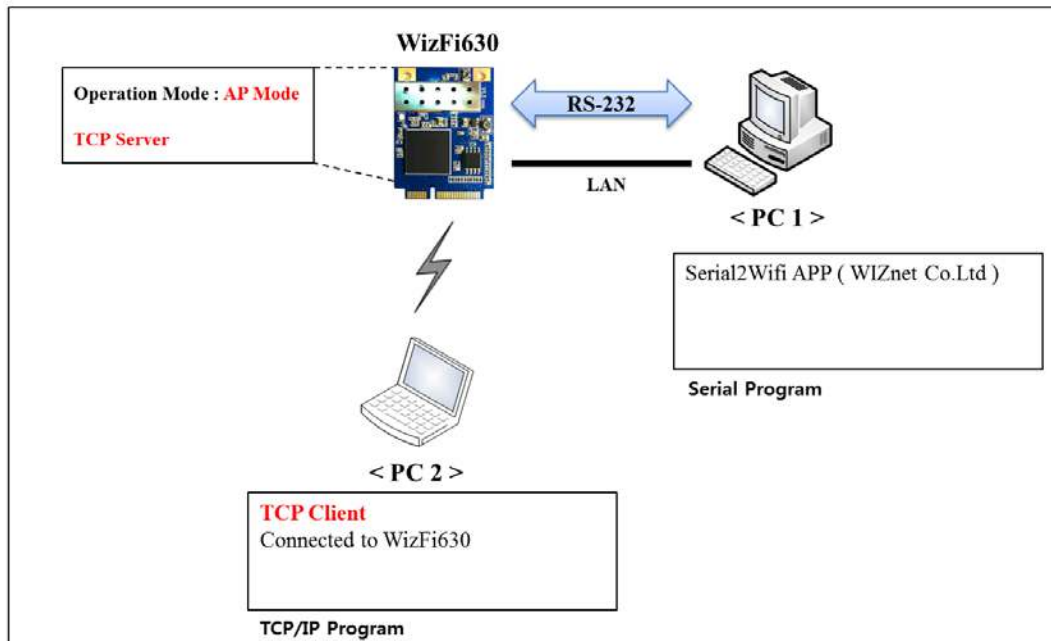 WizFi630
Operation Mode : AP Mode
TCP Server
RS-232
LAN
< PC 1 >
Serial2Wifi APP ( WIZnet Co.Ltd )
Serial Program
< PC 2 >
TCP Client
Connected to WizFi630
TCP/IP Program